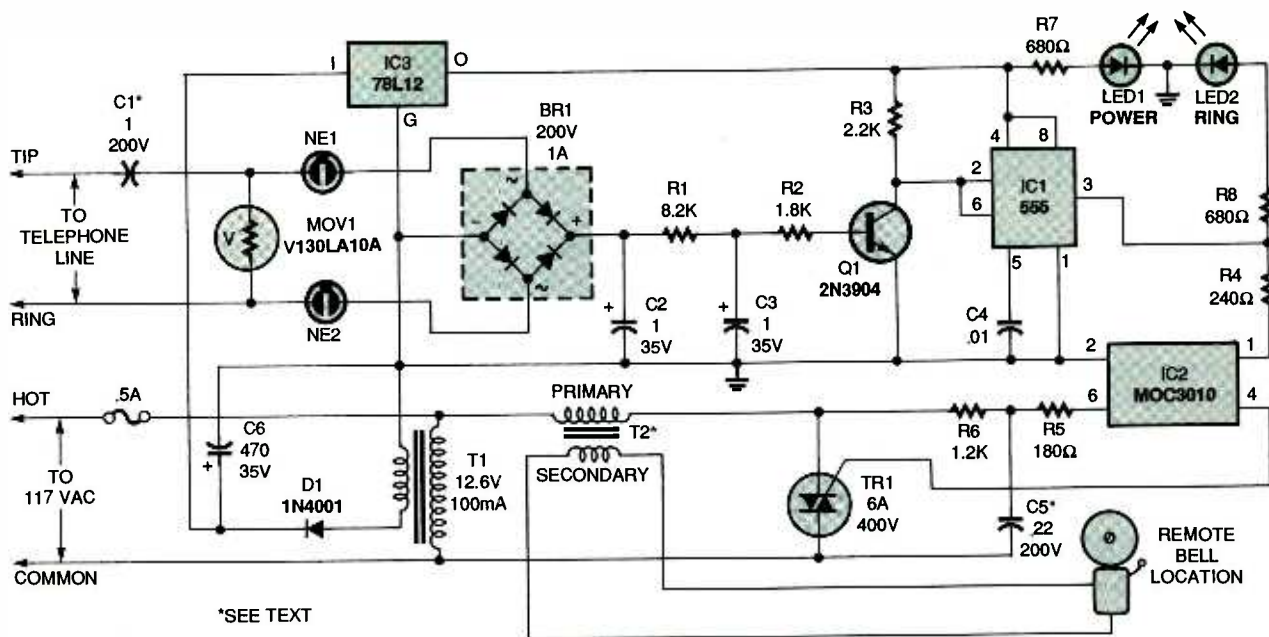 I
IC3
78L12
O
G
C1*
1
200V
TIP
NE1
BR1
200V
1A
~
-
+
~
TO
TELEPHONE
LINE
V
MOV1
V130LA10A
RING
NE2
R1
8.2K
R2
1.8K
R3
2.2K
Q1
2N3904
+
C2
1
35V
+
C3
1
35V
R7
680Ω
LED1
POWER
LED2
RING
4
8
2
6
IC1
555
3
5
1
C4
.01
R8
680Ω
R4
240Ω
2
1
IC2
MOC3010
6
4
HOT
.5A
TO
117 VAC
COMMON
C6
470
35V
+
D1
1N4001
T1
12.6V
100mA
PRIMARY
T2*
SECONDARY
R6
1.2K
R5
180Ω
TR1
6A
400V
C5*
.22
200V
REMOTE
BELL
LOCATION
*SEE TEXT